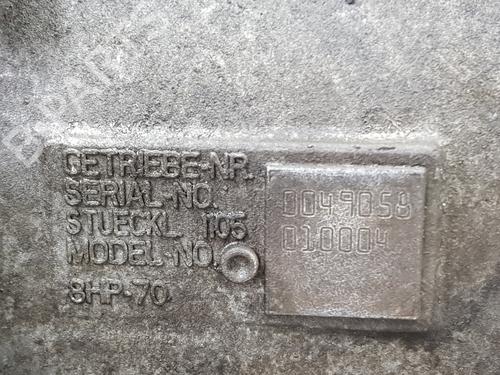 GETRIEBE-NR.
SERIAL-NO.:
STUECKL 1.05
MODEL-NO.
8HP-70
0049058
010004